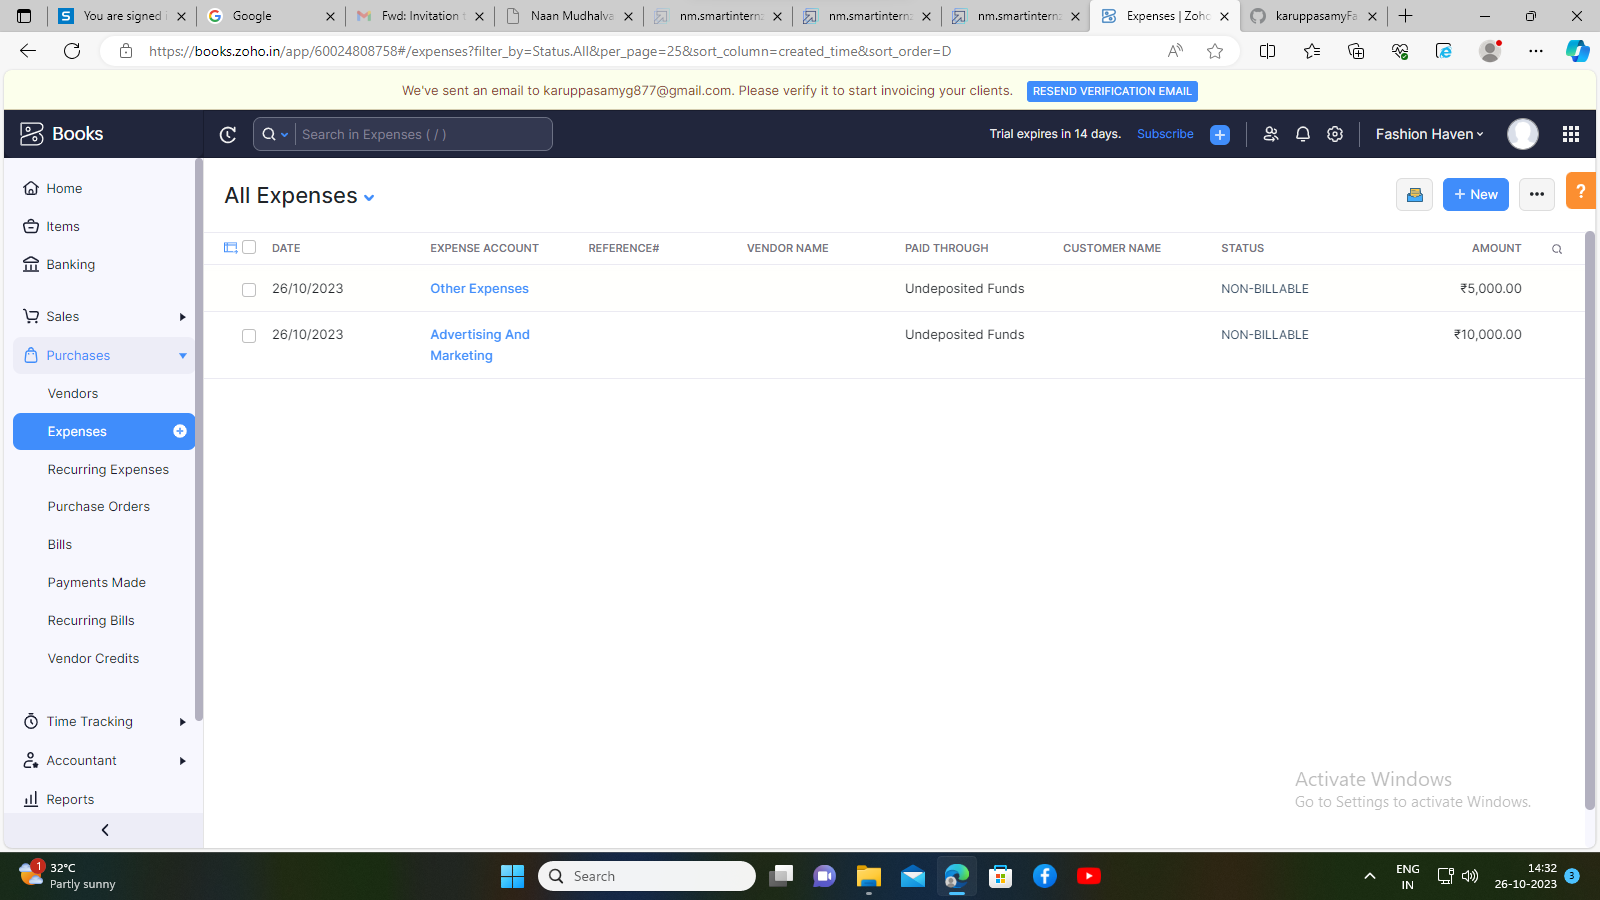 You are signed i
Google
Fwd: Invitation t
Naan Mudhalva
nm.smartintern
nm.smartintern
nm.smartintern
Expenses | Zoho
karuppasamyFa
https://books.zoho.in/app/60024808758#/expenses?filter_by=Status.All&per_page=25&sort_column=created_time&sort_order=D
We've sent an email to karuppasamyg877@gmail.com. Please verify it to start invoicing your clients. RESEND VERIFICATION EMAIL
Books
Search in Expenses ( / )
Trial expires in 14 days. Subscribe
Fashion Haven
Home
Items
Banking
Sales
Purchases
Vendors
Expenses
Recurring Expenses
Purchase Orders
Bills
Payments Made
Recurring Bills
Vendor Credits
Time Tracking
Accountant
Reports
All Expenses
+ New
?
DATE EXPENSE ACCOUNT REFERENCE# VENDOR NAME PAID THROUGH CUSTOMER NAME STATUS AMOUNT
26/10/2023 Other Expenses Undeposited Funds NON-BILLABLE ₹5,000.00
26/10/2023 Advertising And Undeposited Funds NON-BILLABLE ₹10,000.00
Marketing
Activate Windows
Go to Settings to activate Windows.
1
32°C
Partly sunny
Search
ENG
IN
14:32
26-10-2023
3